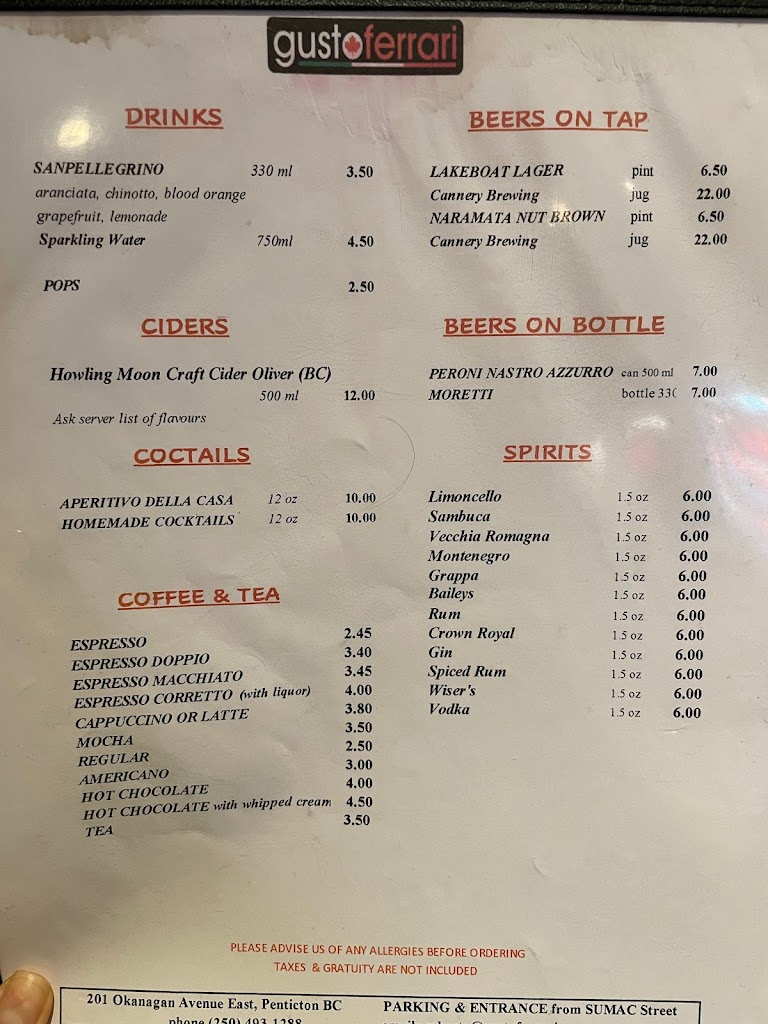 gustoferrari
DRINKS
SANPELLEGRINO 330 ml 3.50
aranciata, chinotto, blood orange
grapefruit, lemonade
Sparkling Water 750ml 4.50
POPS 2.50
CIDERS
Howling Moon Craft Cider Oliver (BC)
500 ml 12.00
Ask server list of flavours
COCTAILS
APERITIVO DELLA CASA 12 oz 10.00
HOMEMADE COCKTAILS 12 oz 10.00
COFFEE & TEA
ESPRESSO 2.45
ESPRESSO DOPPIO 3.40
ESPRESSO MACCHIATO 3.45
ESPRESSO CORRETTO (with liquor) 4.00
CAPPUCCINO OR LATTE 3.80
MOCHA 3.50
REGULAR 2.50
AMERICANO 3.00
HOT CHOCOLATE 4.00
HOT CHOCOLATE with whipped cream 4.50
TEA 3.50
BEERS ON TAP
LAKEBOAT LAGER pint 6.50
Cannery Brewing jug 22.00
NARAMATA NUT BROWN pint 6.50
Cannery Brewing jug 22.00
BEERS ON BOTTLE
PERONI NASTRO AZZURRO can 500 ml 7.00
MORETTI bottle 330 7.00
SPIRITS
Limoncello 1.5 oz 6.00
Sambuca 1.5 oz 6.00
Vecchia Romagna 1.5 oz 6.00
Montenegro 1.5 oz 6.00
Grappa 1.5 oz 6.00
Baileys 1.5 oz 6.00
Rum 1.5 oz 6.00
Crown Royal 1.5 oz 6.00
Gin 1.5 oz 6.00
Spiced Rum 1.5 oz 6.00
Wiser's 1.5 oz 6.00
Vodka 1.5 oz 6.00
PLEASE ADVISE US OF ANY ALLERGIES BEFORE ORDERING
TAXES & GRATUITY ARE NOT INCLUDED
201 Okanagan Avenue East, Penticton BC PARKING & ENTRANCE from SUMAC Street
phone (250) 493 1288